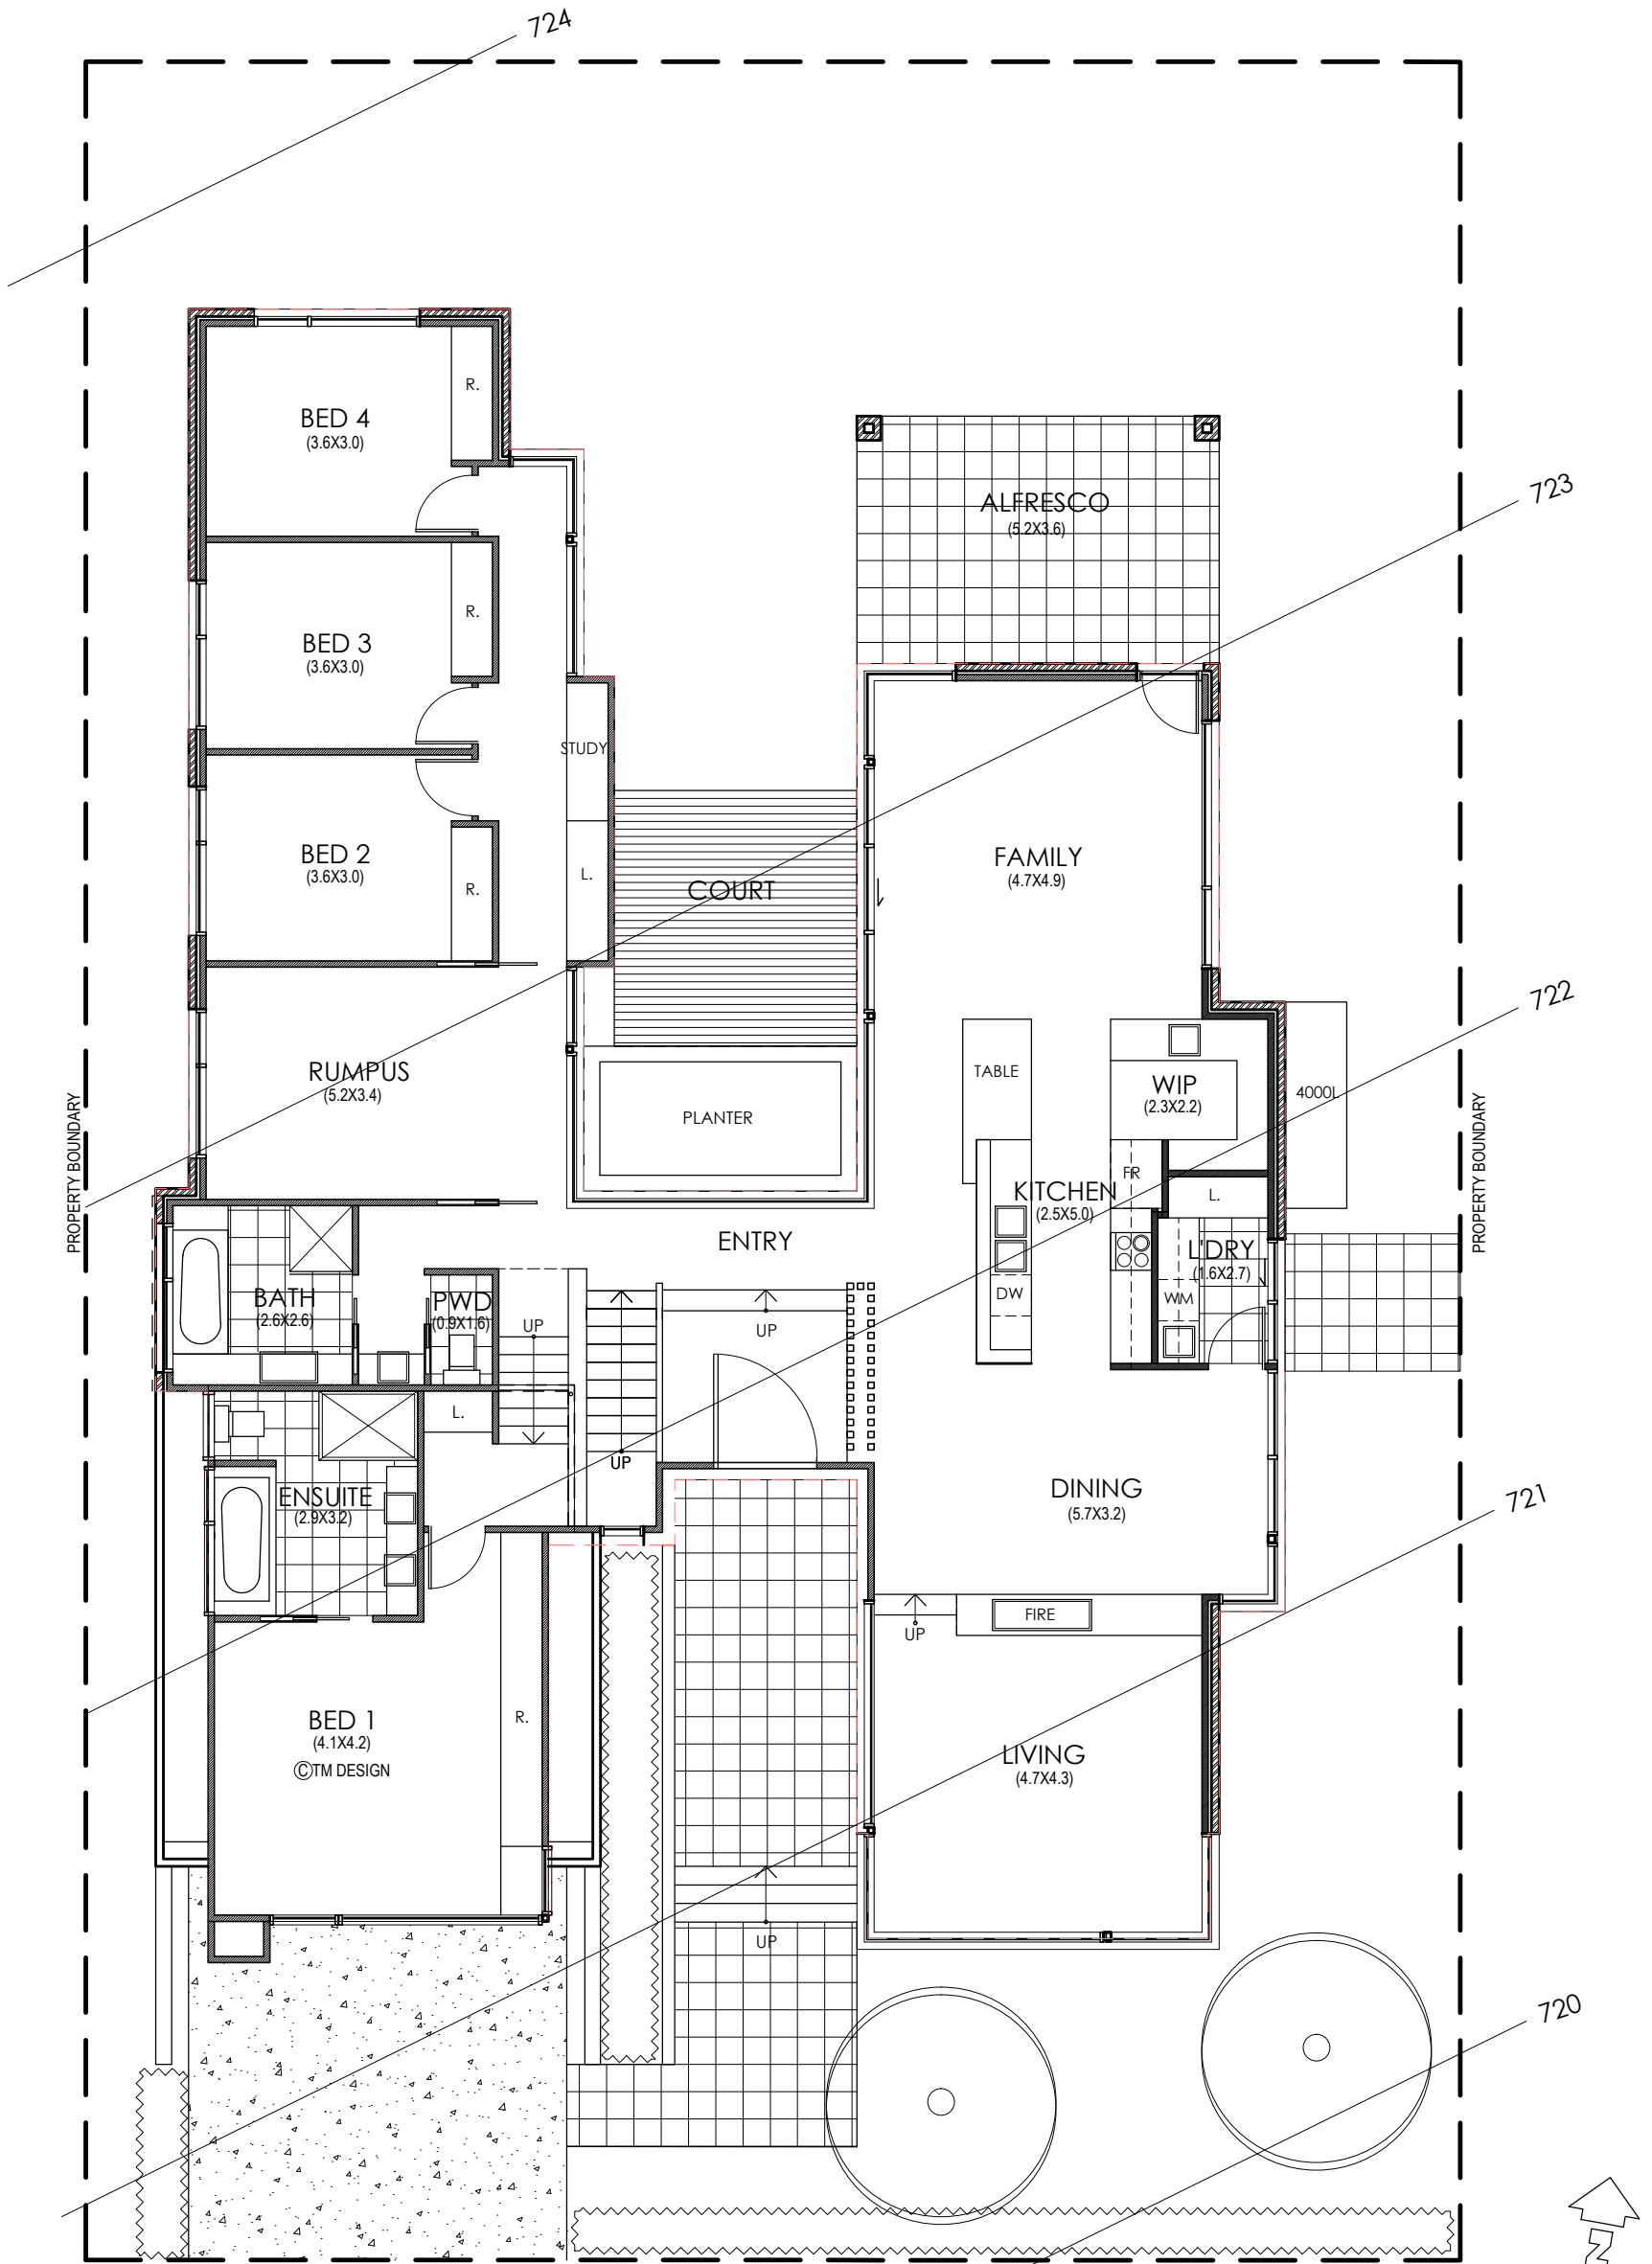 724
BED 4
(3.6X3.0)
R.
ALFRESCO
(5.2X3.6)
723
BED 3
(3.6X3.0)
R.
STUDY
BED 2
(3.6X3.0)
R.
L.
COURT
FAMILY
(4.7X4.9)
722
RUMPUS
(5.2X3.4)
PLANTER
TABLE
WIP
(2.3X2.2)
4000L
PROPERTY BOUNDARY
PROPERTY BOUNDARY
FR
KITCHEN
(2.5X5.0)
L.
ENTRY
L'DRY
(1.6X2.7)
BATH
(2.6X2.6)
PWD
(0.9X1.6)
UP
UP
DW
WM
L.
UP
ENSUITE
(2.9X3.2)
DINING
(5.7X3.2)
721
FIRE
UP
BED 1
(4.1X4.2)
©TM DESIGN
R.
LIVING
(4.7X4.3)
UP
720
N